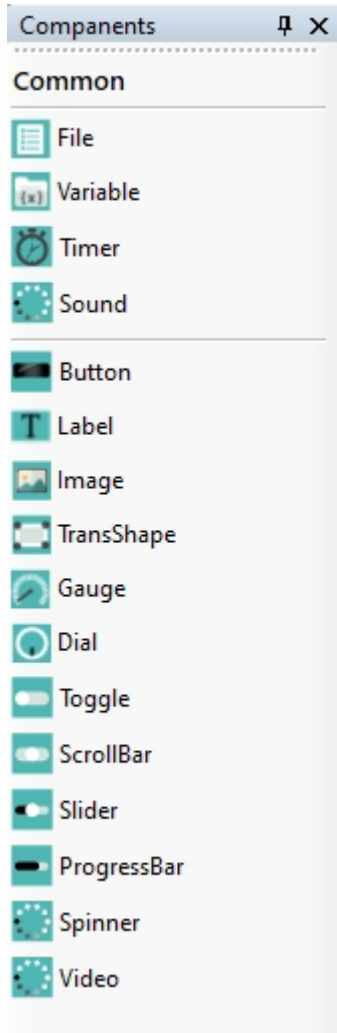 Companents
Common
File
Variable
Timer
Sound
Button
Label
Image
TransShape
Gauge
Dial
Toggle
ScrollBar
Slider
ProgressBar
Spinner
Video